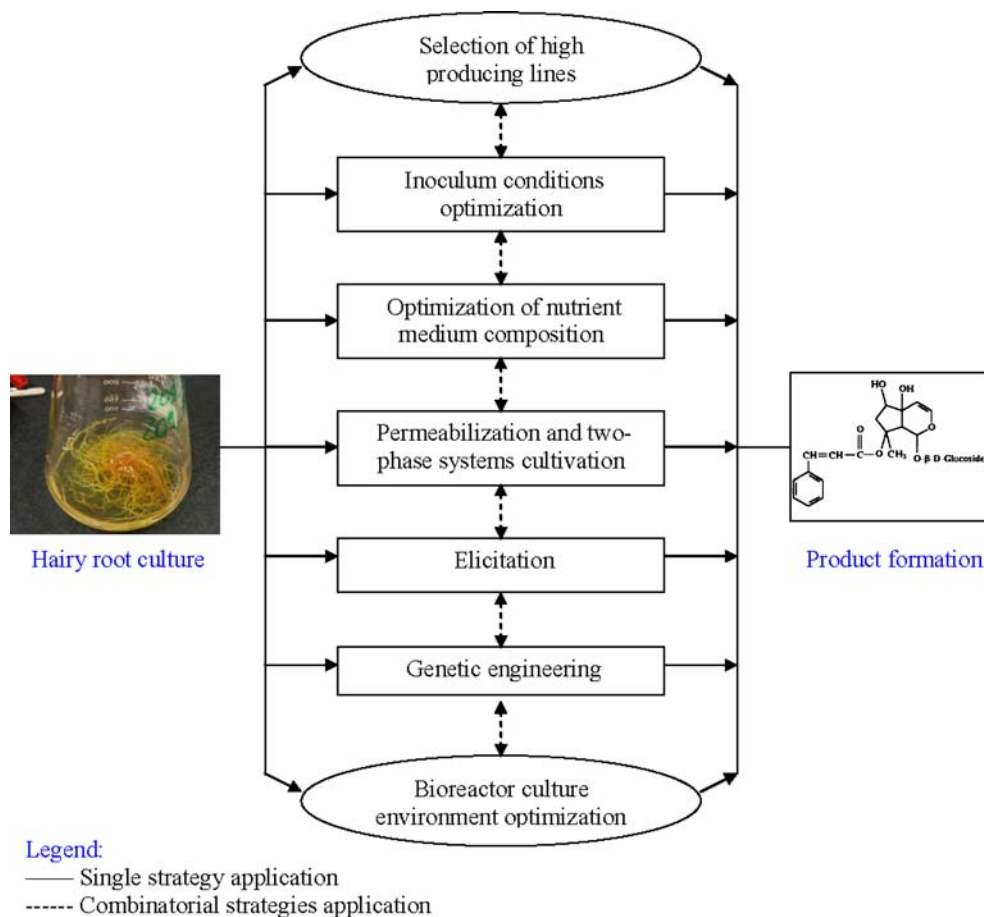 Selection of high
producing lines
Inoculum conditions
optimization
Optimization of nutrient
medium composition
Permeabilization and two-
phase systems cultivation
Elicitation
Genetic engineering
Bioreactor culture
environment optimization
Hairy root culture
HO
OH
O
O
CH=CH—C—O
CH₃
O-β-D-Glucoside
Product formation
Legend:
Single strategy application
Combinatorial strategies application